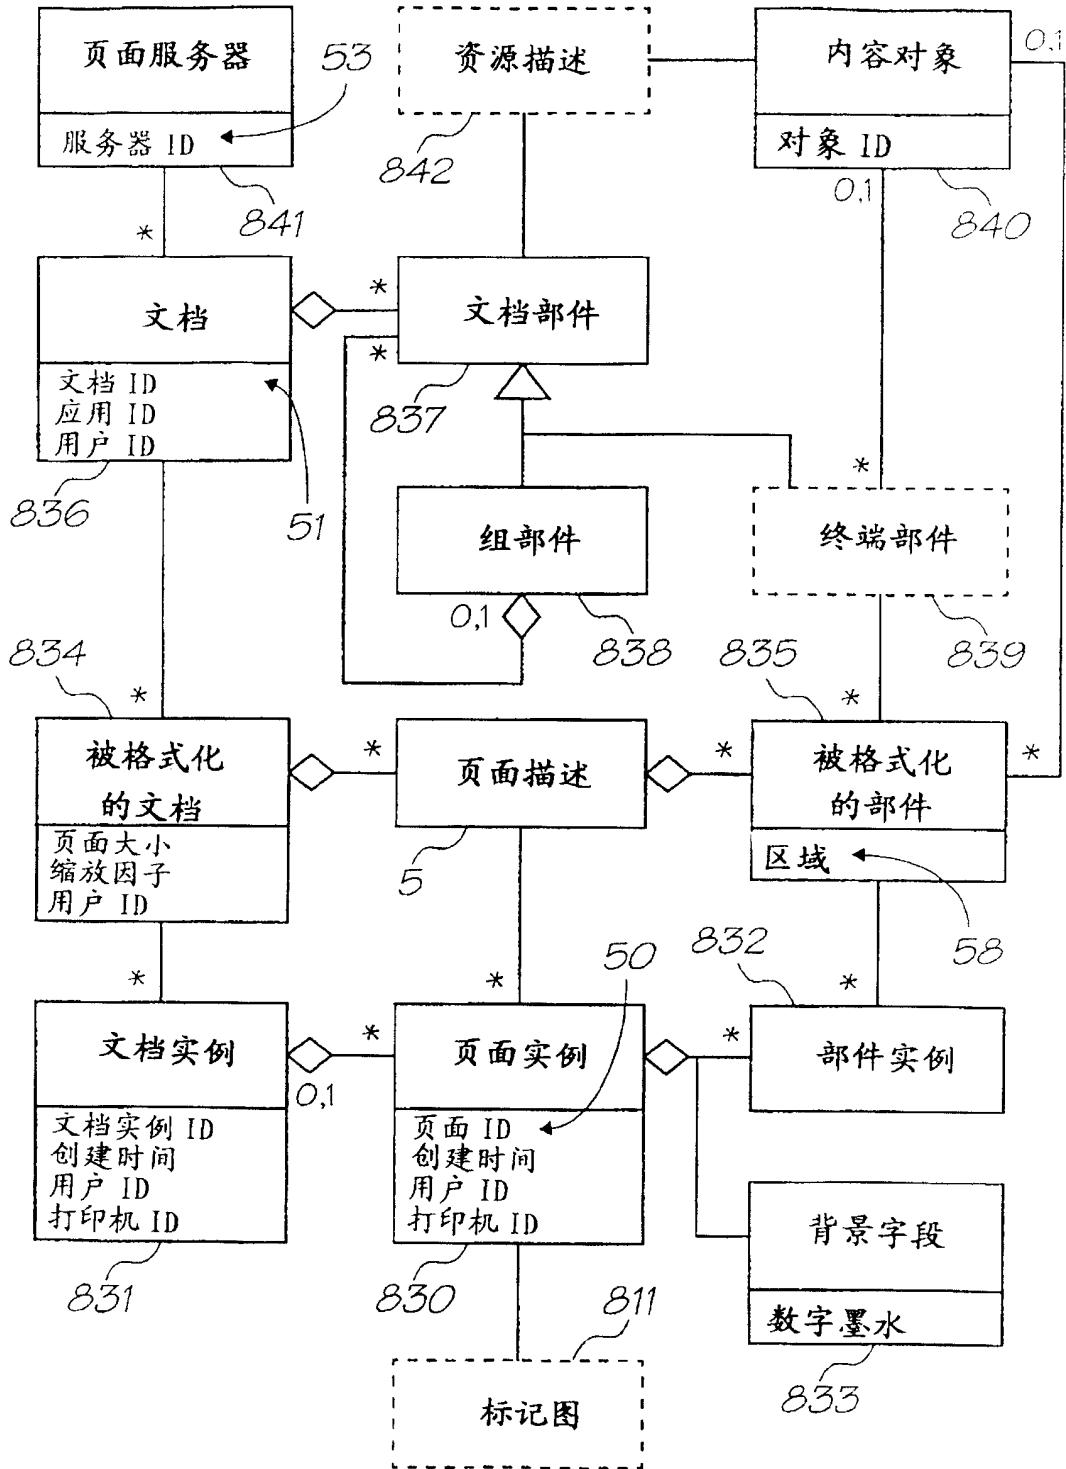 页面服务器
服务器 ID
53
841
资源描述
842
内容对象
对象 ID
0,1
0,1
840
*
文档
文档 ID
应用 ID
用户 ID
836
51
*
*
文档部件
837
组部件
0,1
838
*
终端部件
839
834
*
被格式化
的文档
页面大小
缩放因子
用户 ID
*
页面描述
5
*
835
*
*
被格式化
的部件
区域
58
*
文档实例
文档实例 ID
创建时间
用户 ID
打印机 ID
831
0,1
*
*
50
页面实例
页面 ID
创建时间
用户 ID
打印机 ID
830
832
*
*
部件实例
背景字段
数字墨水
833
811
标记图